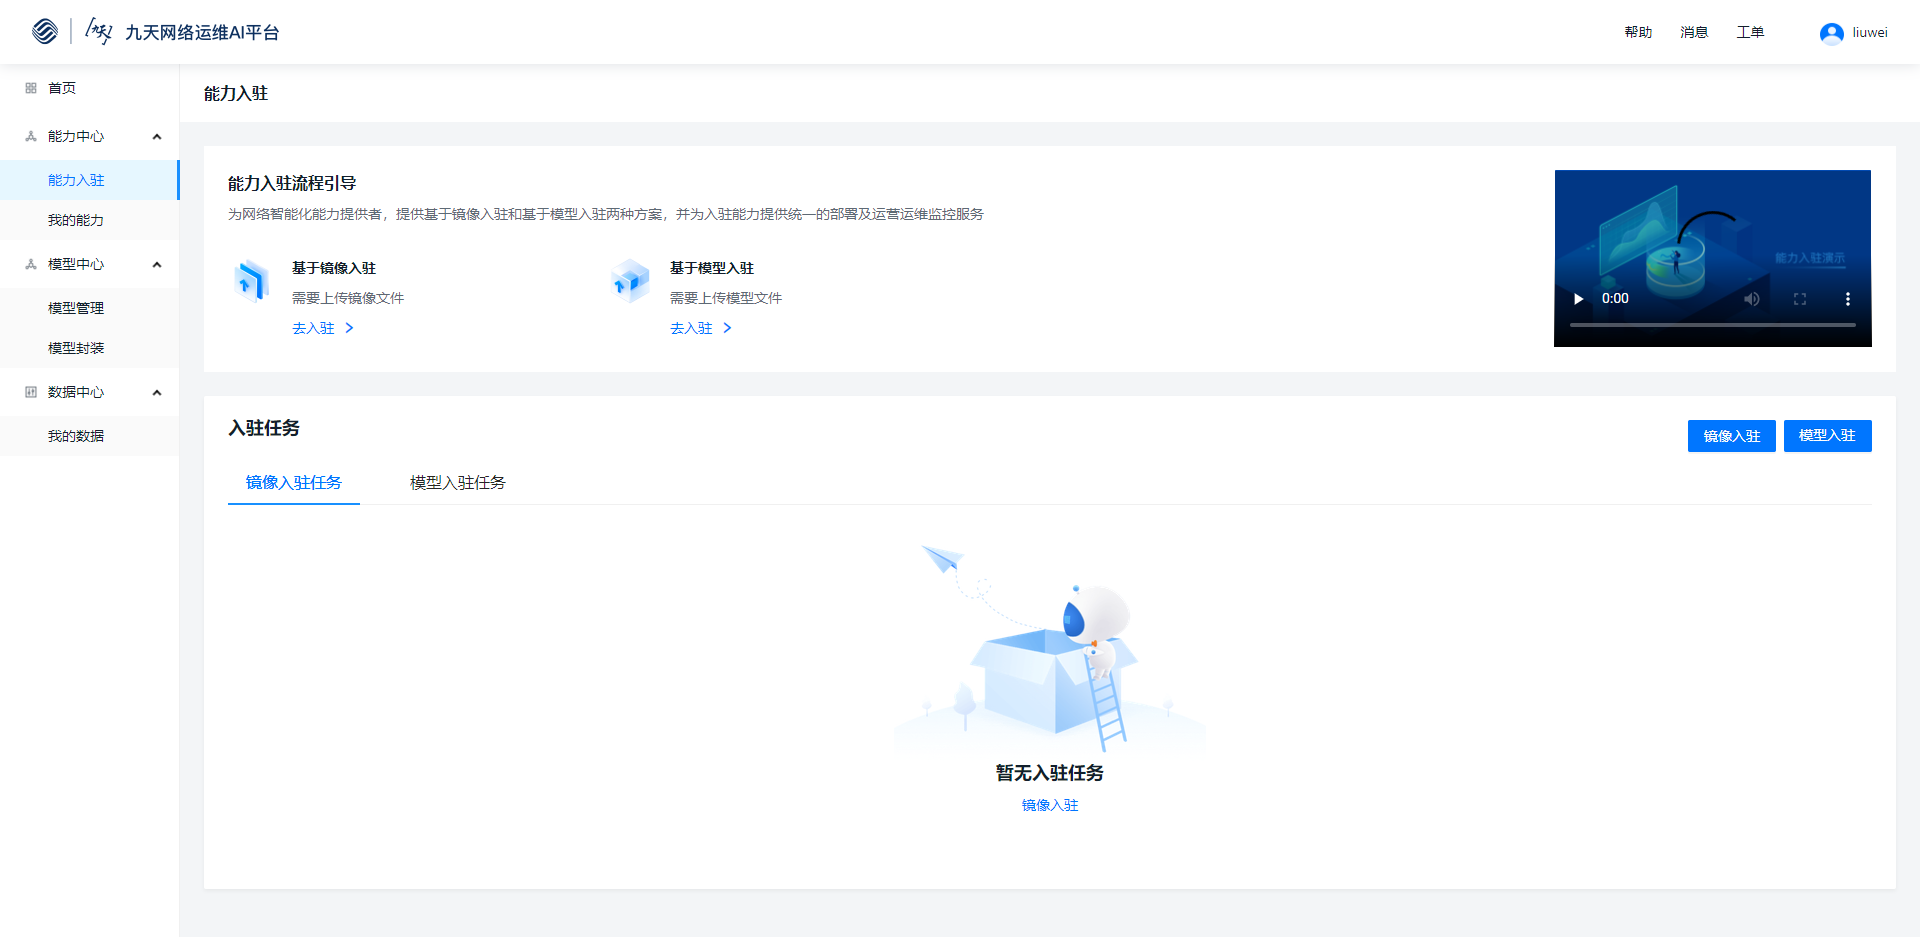 九天网络运维AI平台
帮助 消息 工单 liuwei
首页
能力中心
能力入驻
我的能力
模型中心
模型管理
模型封装
数据中心
我的数据
能力入驻
能力入驻流程引导
为网络智能化能力提供者，提供基于镜像入驻和基于模型入驻两种方案，并为入驻能力提供统一的部署及运营运维监控服务
基于镜像入驻
需要上传镜像文件
去入驻
基于模型入驻
需要上传模型文件
去入驻
能力入驻演示
0:00
入驻任务
镜像入驻 模型入驻
镜像入驻任务 模型入驻任务
暂无入驻任务
镜像入驻